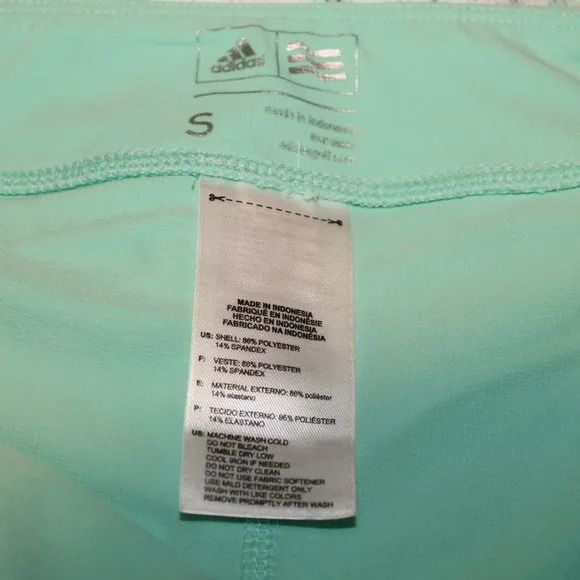 adidas
S
made in Indonesia
MADE IN INDONESIA
FABRIQUÉ EN INDONÉSIE
HECHO EN INDONESIA
FABRICADO NA INDONÉSIA
US: SHELL: 86% POLYESTER
14% SPANDEX
F: VESTE: 86% POLYESTER
14% SPANDEX
E: MATERIAL EXTERNO: 86% poliéster
14% elastano
P: TECIDO EXTERNO: 86% POLIÉSTER
14% ELASTANO
US: MACHINE WASH COLD
DO NOT BLEACH
TUMBLE DRY LOW
COOL IRON IF NEEDED
DO NOT DRY CLEAN
DO NOT USE FABRIC SOFTENER
USE MILD DETERGENT ONLY
WASH WITH LIKE COLORS
REMOVE PROMPTLY AFTER WASH